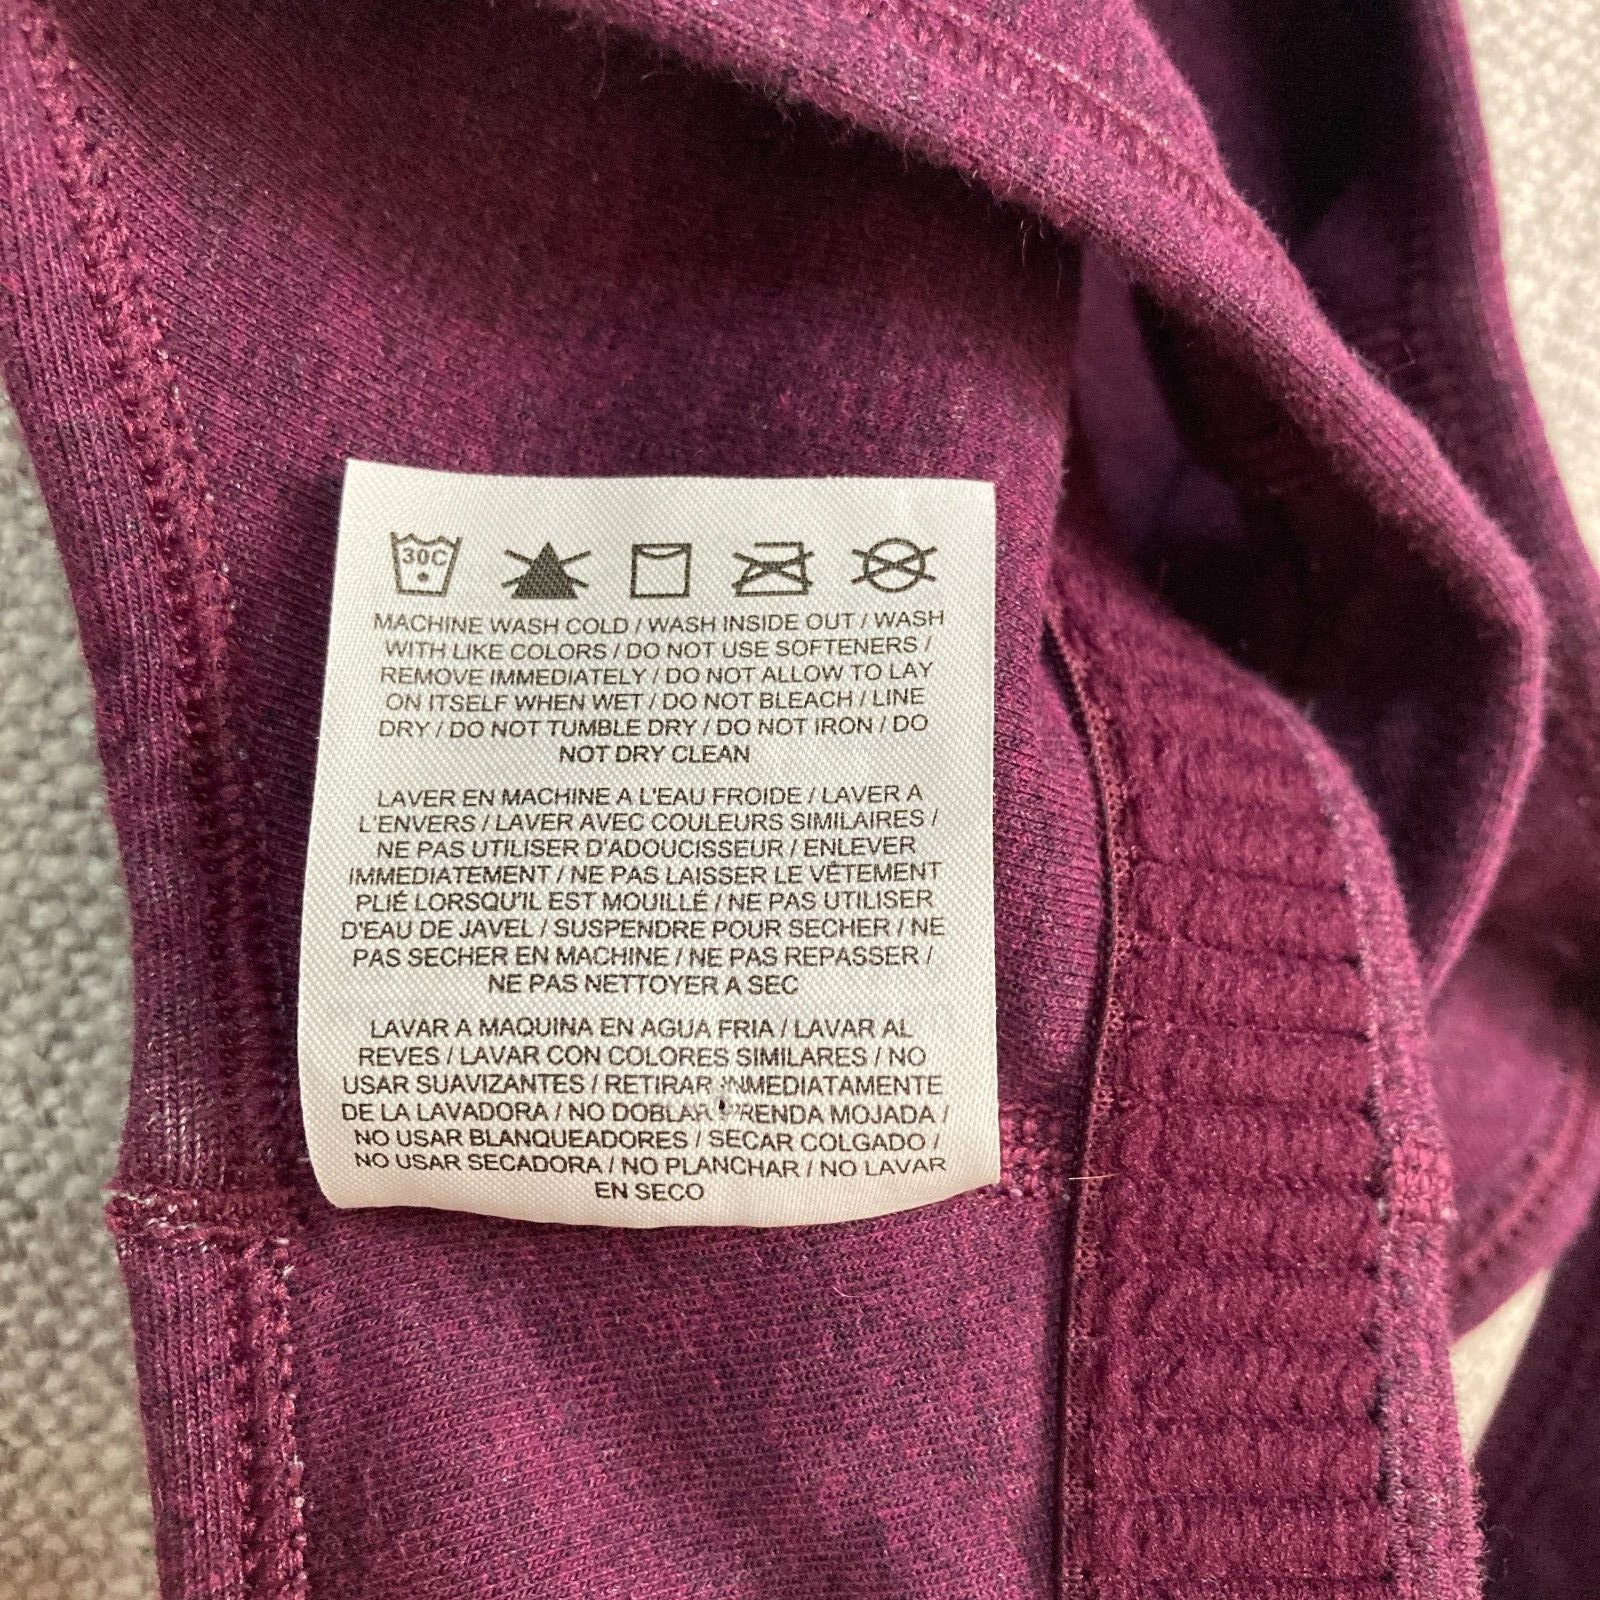 30C
MACHINE WASH COLD / WASH INSIDE OUT / WASH
WITH LIKE COLORS / DO NOT USE SOFTENERS /
REMOVE IMMEDIATELY / DO NOT ALLOW TO LAY
ON ITSELF WHEN WET / DO NOT BLEACH / LINE
DRY / DO NOT TUMBLE DRY / DO NOT IRON / DO
NOT DRY CLEAN
LAVER EN MACHINE A L'EAU FROIDE / LAVER A
L'ENVERS / LAVER AVEC COULEURS SIMILAIRES /
NE PAS UTILISER D'ADOUCISSEUR / ENLEVER
IMMEDIATEMENT / NE PAS LAISSER LE VÊTEMENT
PLIÉ LORSQU'IL EST MOUILLÉ / NE PAS UTILISER
D'EAU DE JAVEL / SUSPENDRE POUR SECHER / NE
PAS SECHER EN MACHINE / NE PAS REPASSER /
NE PAS NETTOYER A SEC
LAVAR A MAQUINA EN AGUA FRIA / LAVAR AL
REVES / LAVAR CON COLORES SIMILARES / NO
USAR SUAVIZANTES / RETIRAR INMEDIATAMENTE
DE LA LAVADORA / NO DOBLAR PRENDA MOJADA /
NO USAR BLANQUEADORES / SECAR COLGADO /
NO USAR SECADORA / NO PLANCHAR / NO LAVAR
EN SECO